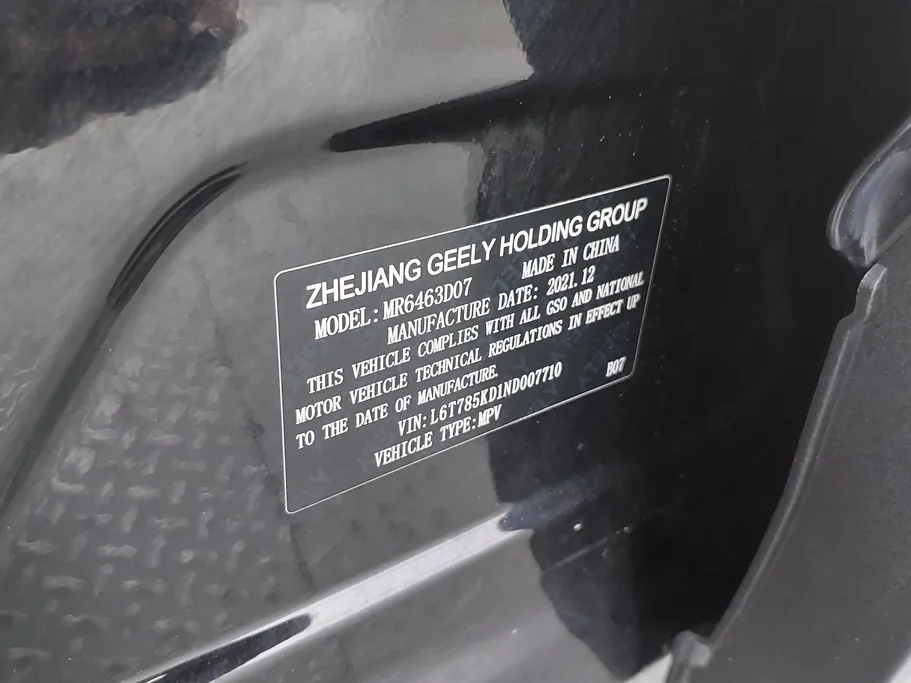 ZHEJIANG GEELY HOLDING GROUP
MADE IN CHINA
MODEL: MR6463D07
MANUFACTURE DATE: 2021.12
THIS VEHICLE COMPLIES WITH ALL GSO AND NATIONAL
MOTOR VEHICLE TECHNICAL REGULATIONS IN EFFECT UP
TO THE DATE OF MANUFACTURE.
VIN: L6T785KD1ND007710
B07
VEHICLE TYPE:MPV